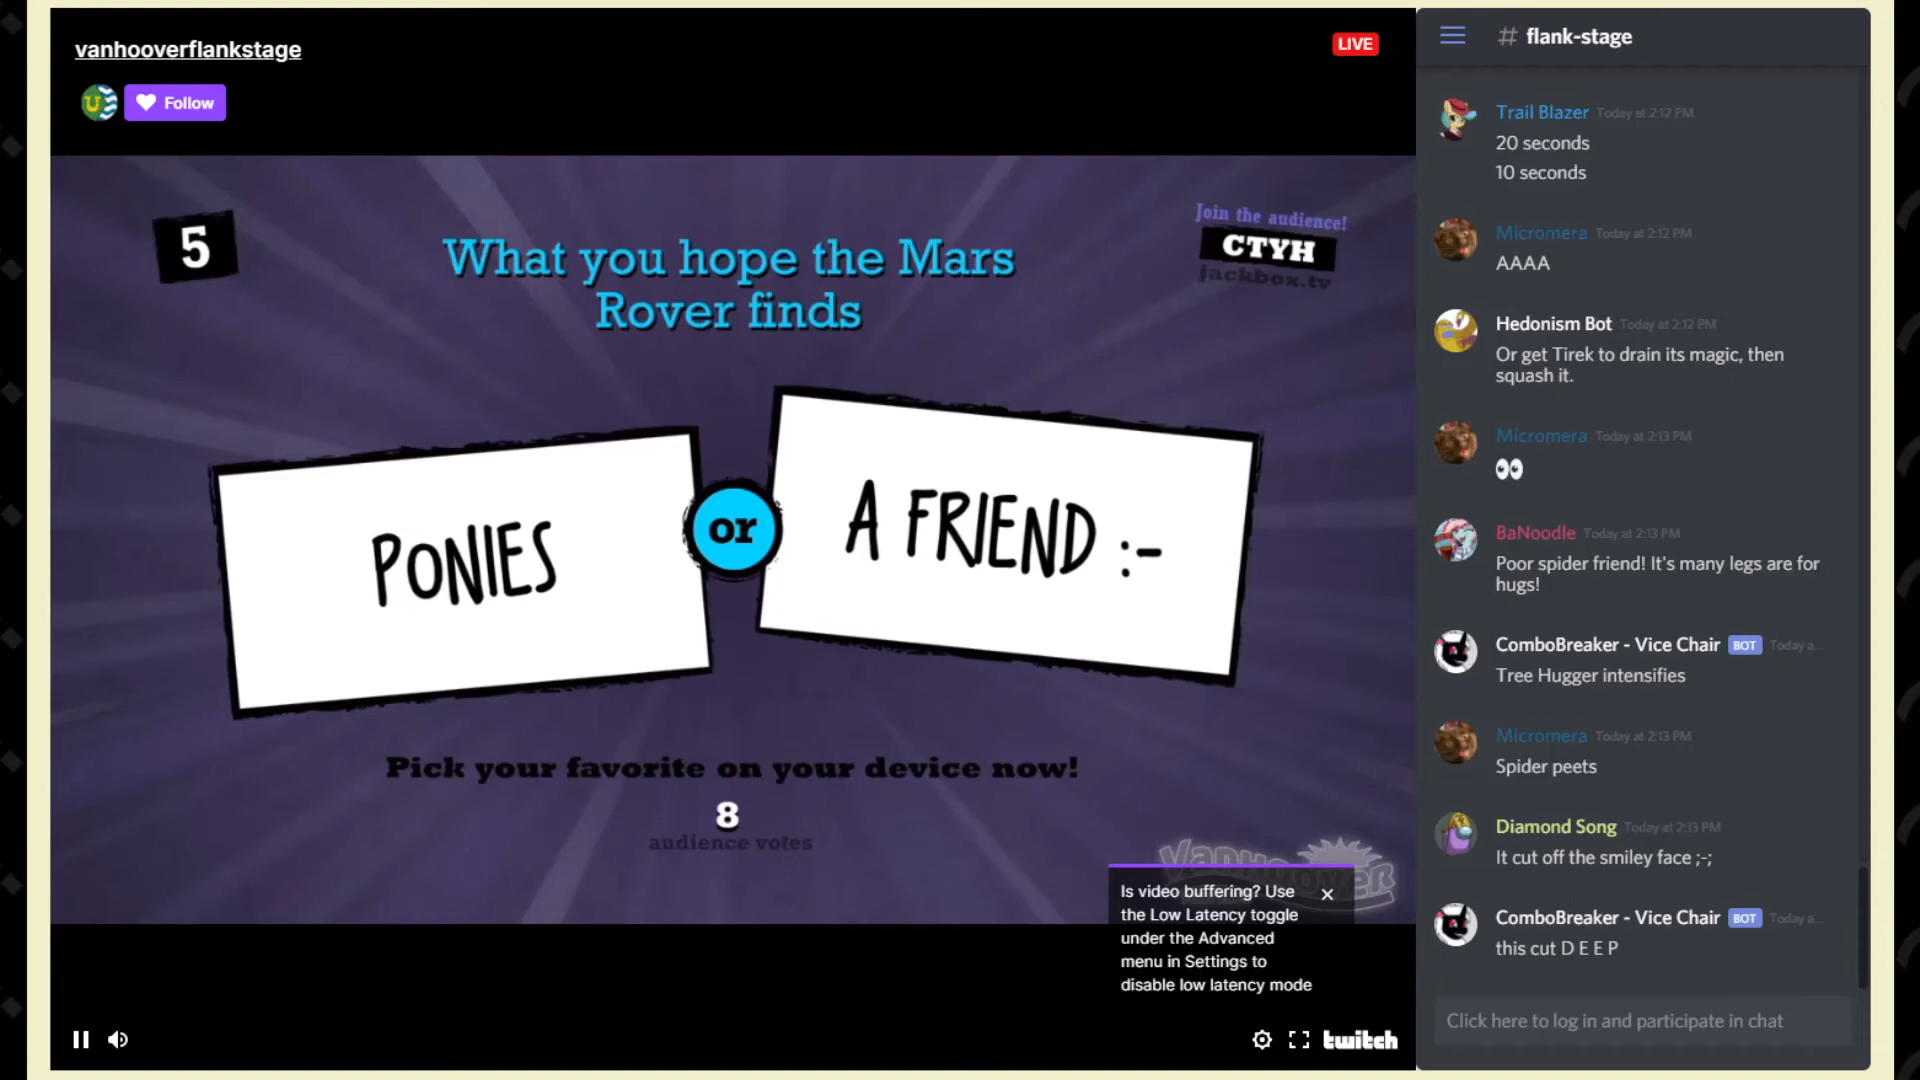 vanhooverflankstage
LIVE
Follow
5
What you hope the Mars
Rover finds
Join the audience!
CTYH
jackbox.tv
PONIES
or
A FRIEND :-
Pick your favorite on your device now!
8
audience votes
VANHOOVER
Is video buffering? Use
the Low Latency toggle
under the Advanced
menu in Settings to
disable low latency mode
twitch
# flank-stage
Trail Blazer Today at 2:12 PM
20 seconds
10 seconds
Micromera Today at 2:12 PM
AAAA
Hedonism Bot Today at 2:12 PM
Or get Tirek to drain its magic, then
squash it.
Micromera Today at 2:13 PM
👀
BaNoodle Today at 2:13 PM
Poor spider friend! It's many legs are for
hugs!
ComboBreaker - Vice Chair BOT Today a...
Tree Hugger intensifies
Micromera Today at 2:13 PM
Spider peets
Diamond Song Today at 2:13 PM
It cut off the smiley face ;-;
ComboBreaker - Vice Chair BOT Today a...
this cut D E E P
Click here to log in and participate in chat